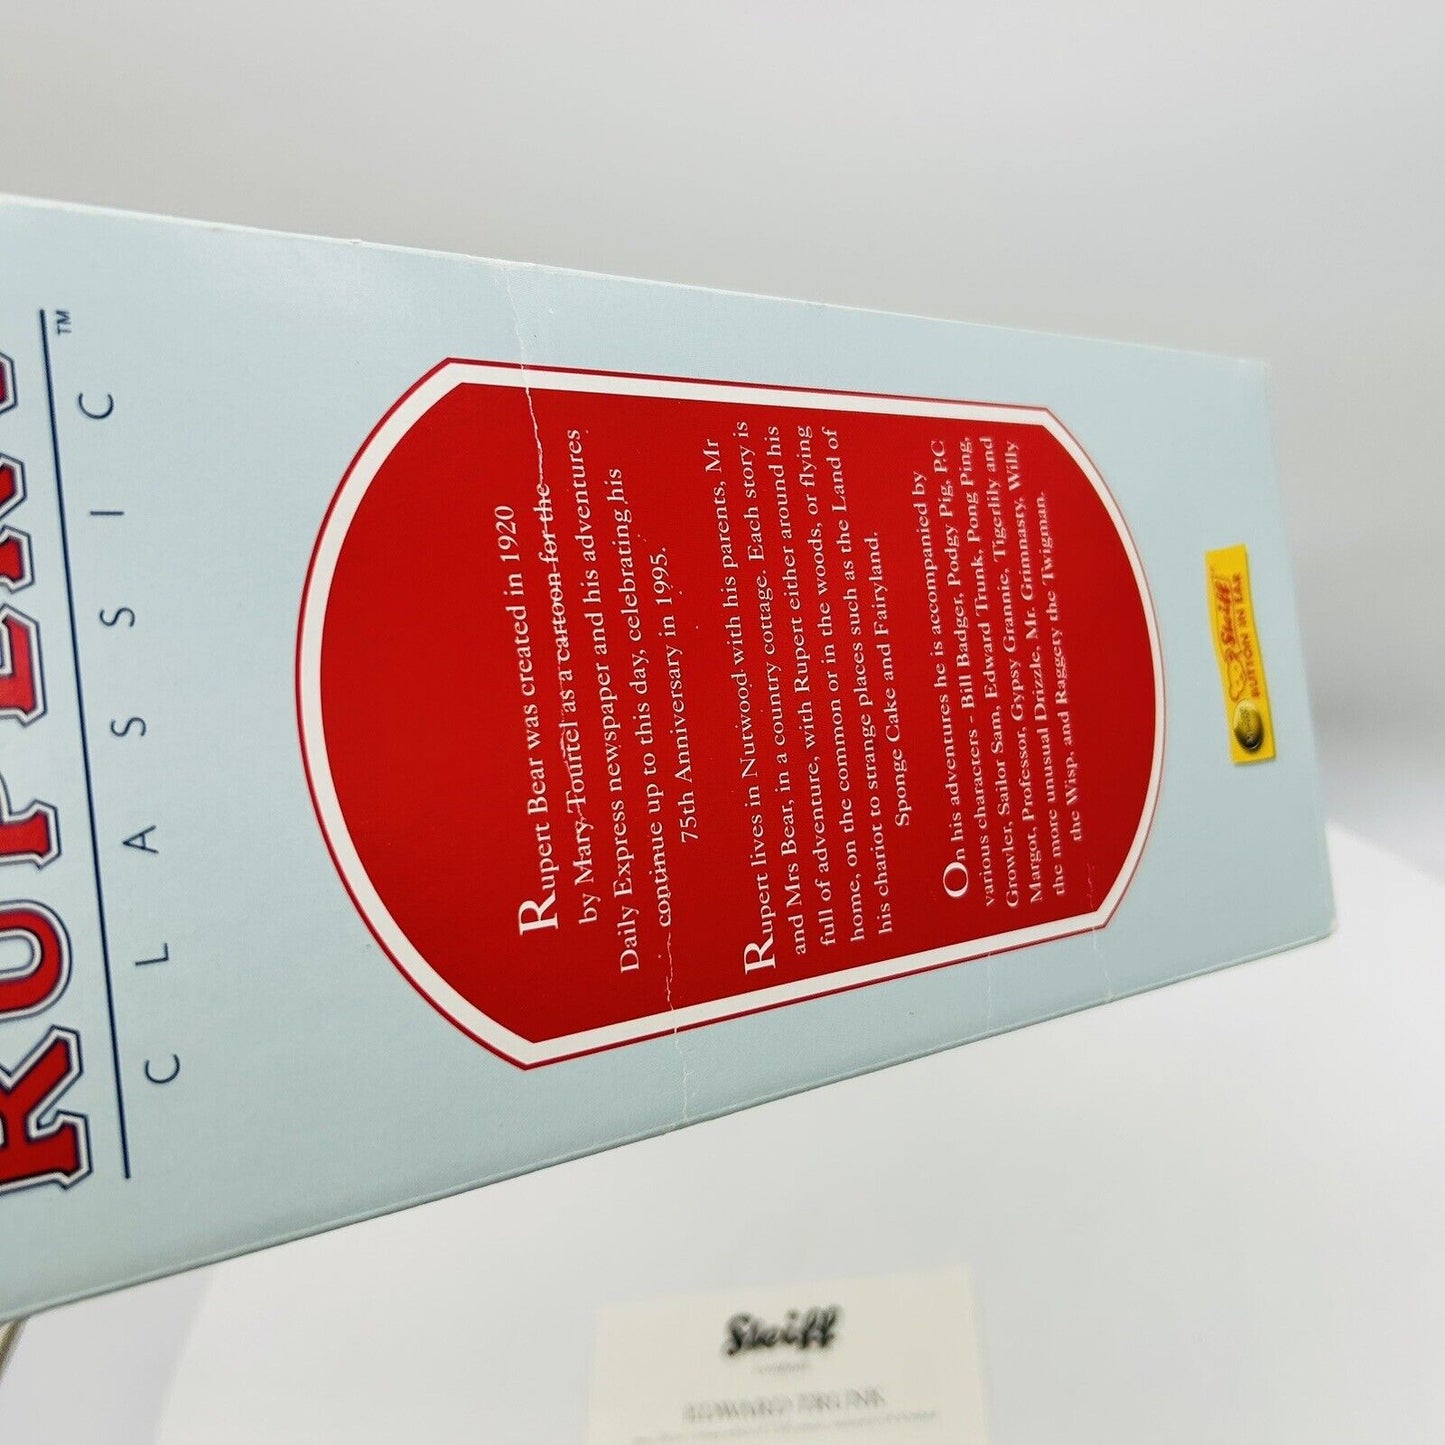 RUPERT
™
CLASSIC
Rupert Bear was created in 1920
by Mary Tourtel as a cartoon for the
Daily Express newspaper and his adventures
continue up to this day, celebrating his
75th Anniversary in 1995.
Rupert lives in Nutwood with his parents, Mr
and Mrs Bear, in a country cottage. Each story is
full of adventure, with Rupert either around his
home, on the common or in the woods, or flying
his chariot to strange places such as the Land of
Sponge Cake and Fairyland.
On his adventures he is accompanied by
various characters - Bill Badger, Podgy Pig, P.C
Growler, Sailor Sam, Edward Trunk, Pong Ping,
Margot, Professor, Gypsy Grannie, Tigerlily and
the more unusual Drizzle, Mr. Grimnasty, Willy
the Wisp, and Raggery the Twigman.
Steiff
BUTTON IN EAR
Steiff
EDWARD TRUNK